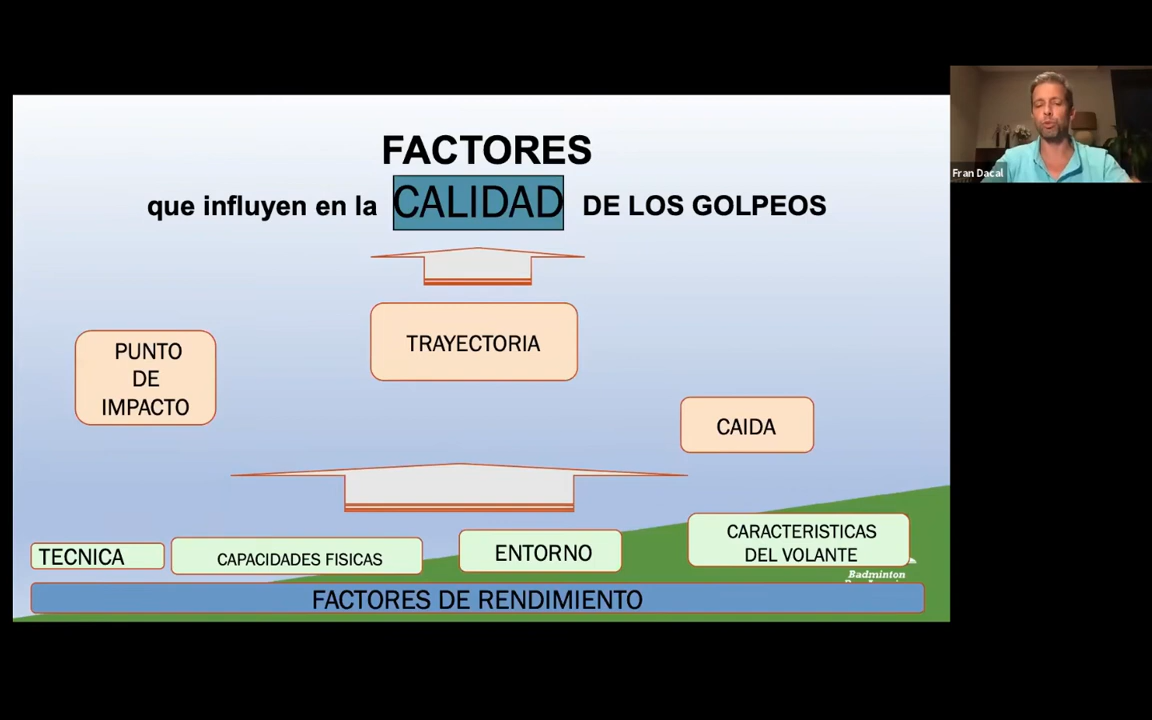 FACTORES
que influyen en la CALIDAD DE LOS GOLPEOS
TRAYECTORIA
PUNTO
DE
IMPACTO
CAIDA
TECNICA
CAPACIDADES FISICAS
ENTORNO
CARACTERISTICAS
DEL VOLANTE
Badminton
FACTORES DE RENDIMIENTO
Fran Dacal